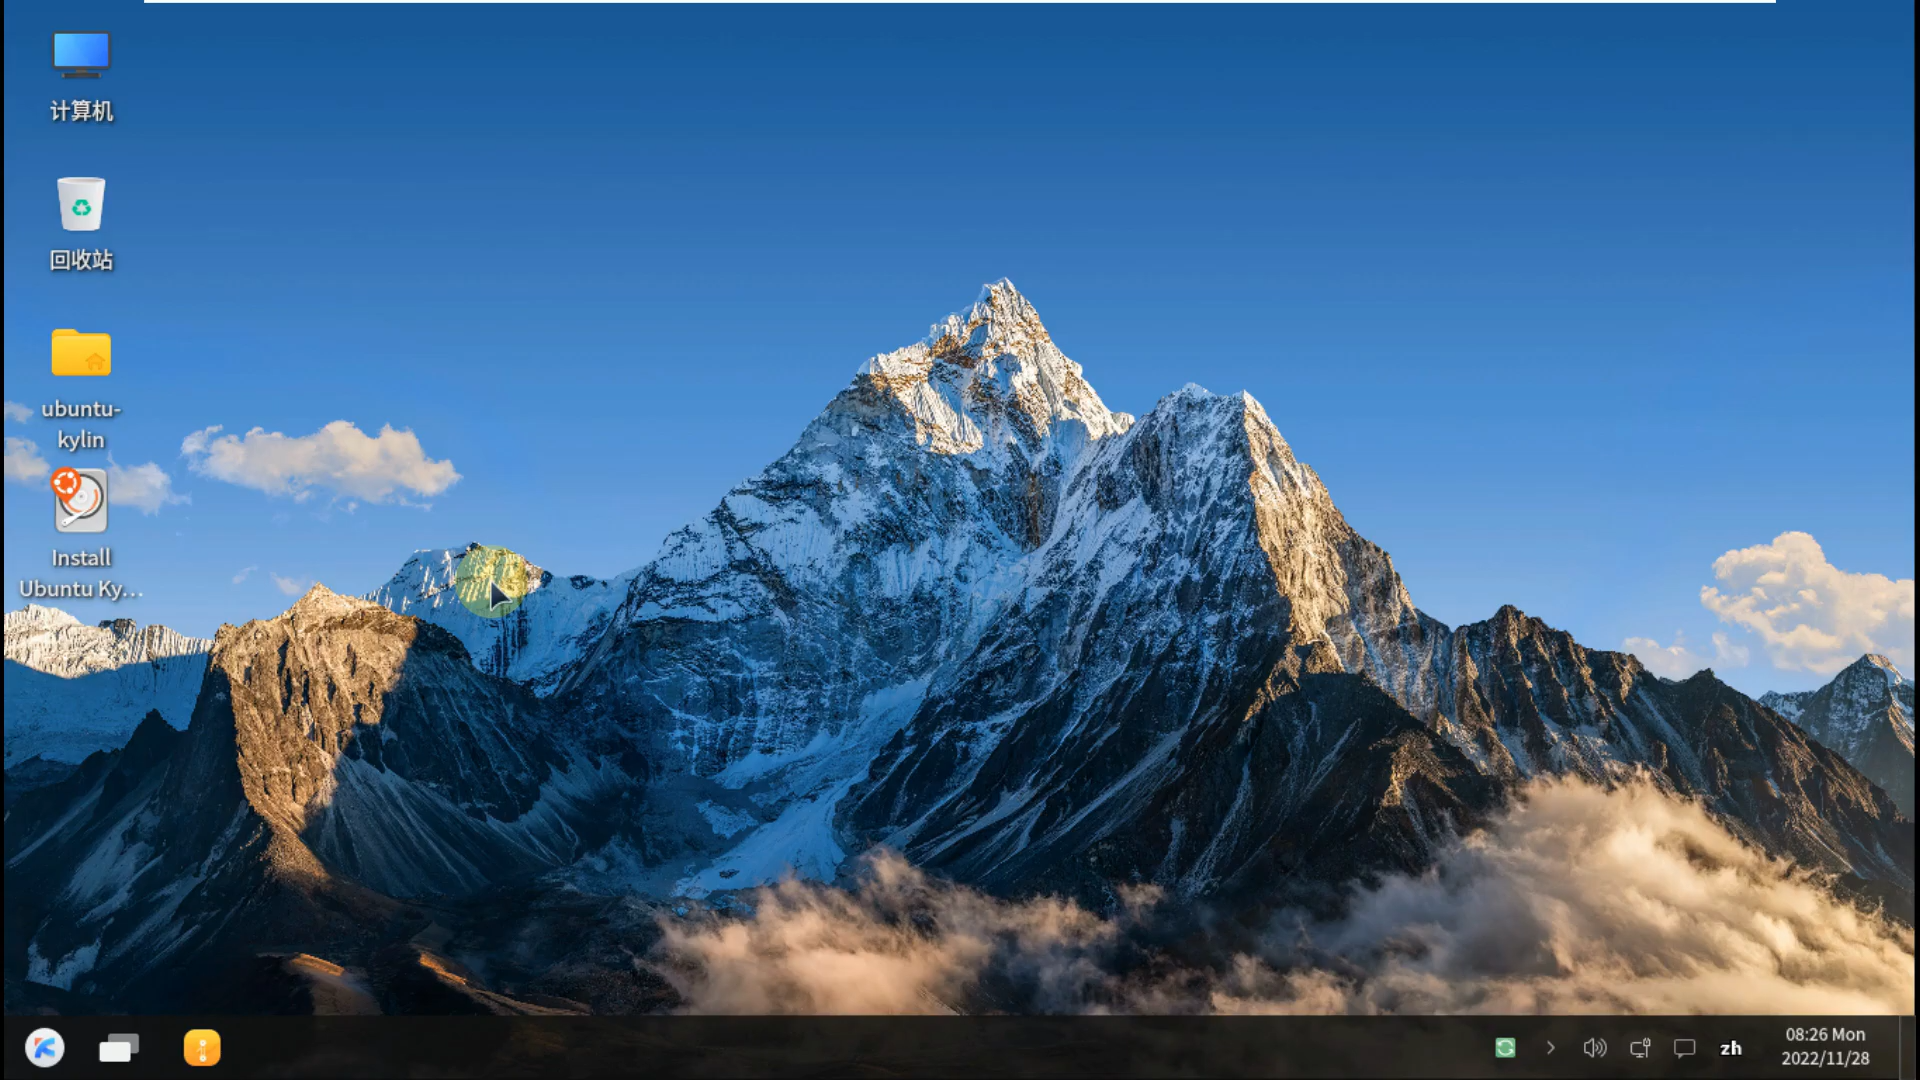 计算机
回收站
ubuntu-
kylin
Install
Ubuntu Ky...
zh
08:26 Mon
2022/11/28